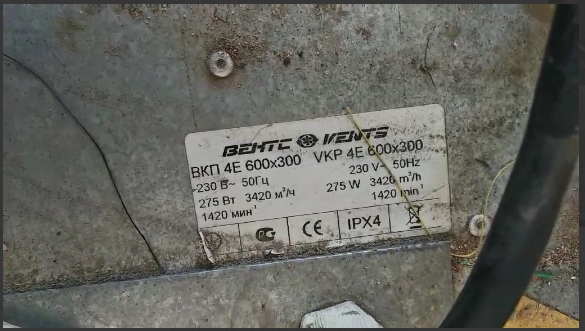 ВЕНТС VENTS
ВКП 4Е 600х300 VKP 4E 600x300
230 В~ 50Гц 230 V~ 50Hz
275 Вт 3420 м³/ч 275 W 3420 m³/h
1420 мин⁻¹ 1420 min⁻¹
CE IPX4